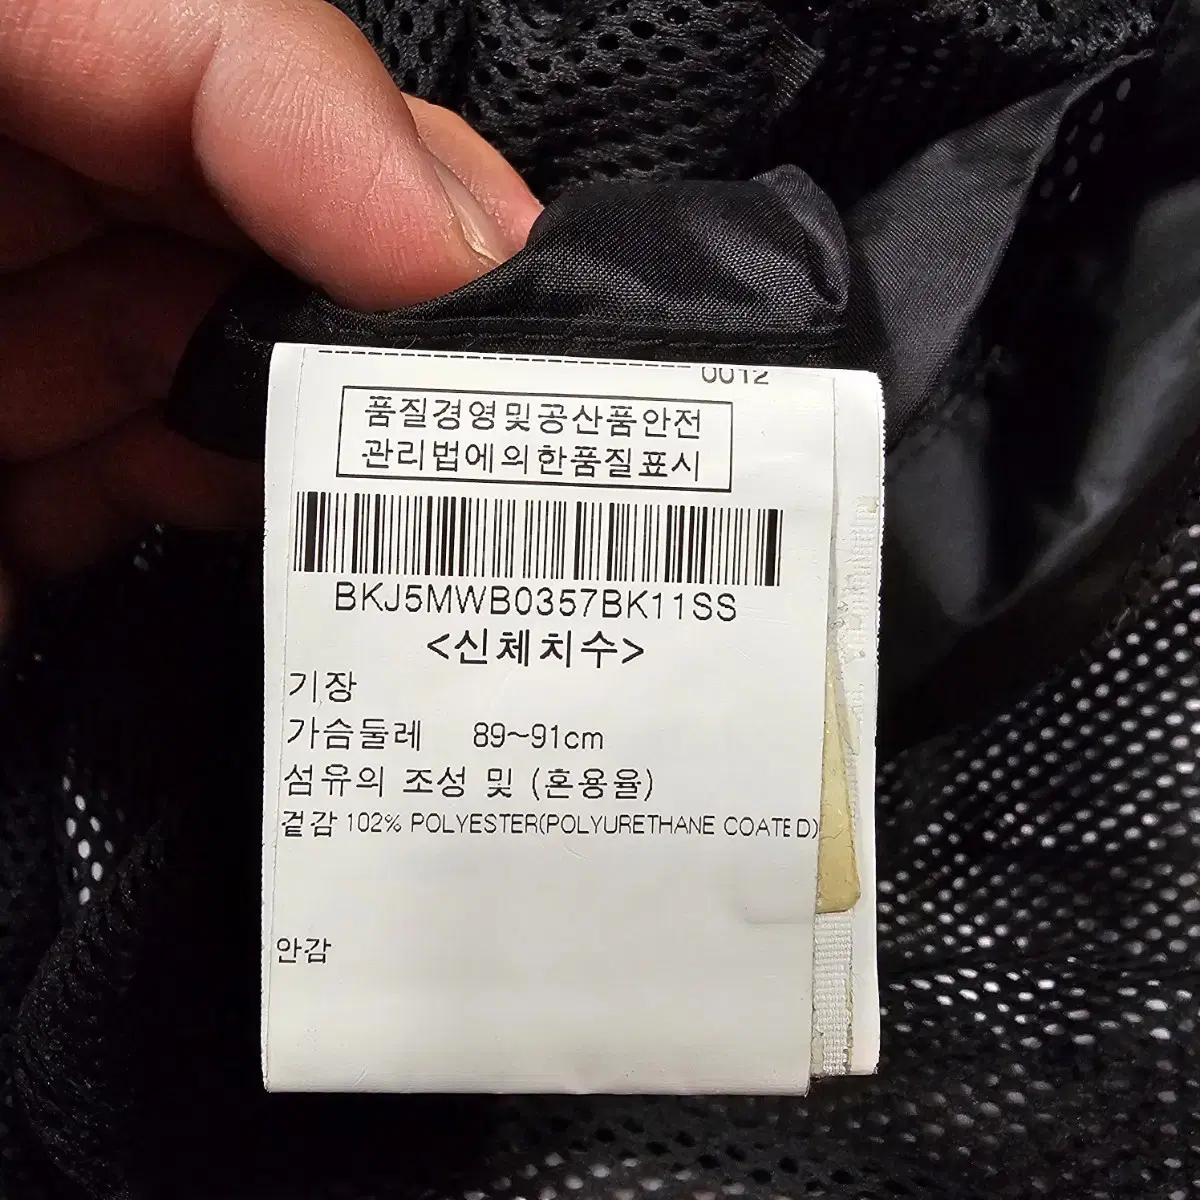 0012
품질경영및공산품안전
관리법에의한품질표시
BKJ5MWB0357BK11SS
<신체치수>
기장
가슴둘레 89~91cm
섬유의 조성 및 (혼용율)
겉감 102% POLYESTER(POLYURETHANE COATED)
안감